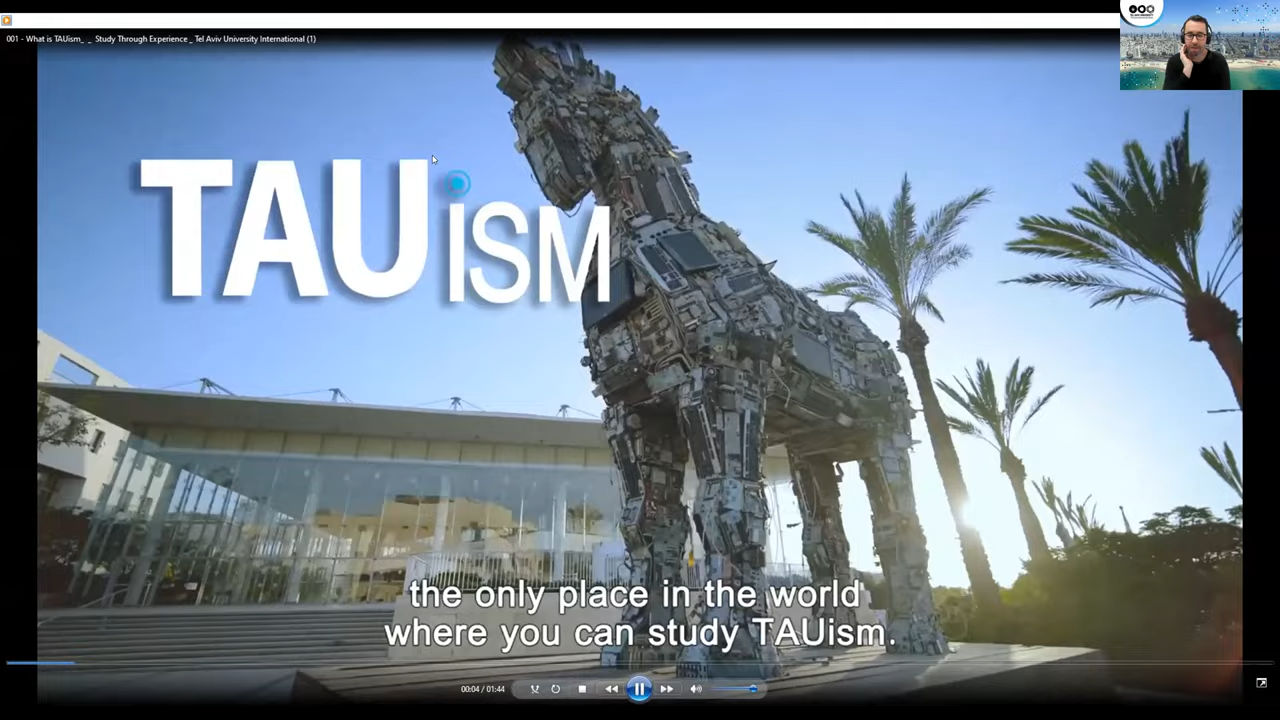 001 - What is TAUism_ _ Study Through Experience _ Tel Aviv University International (1)
TAUiSM
the only place in the world
where you can study TAUism.
00:04 / 01:44